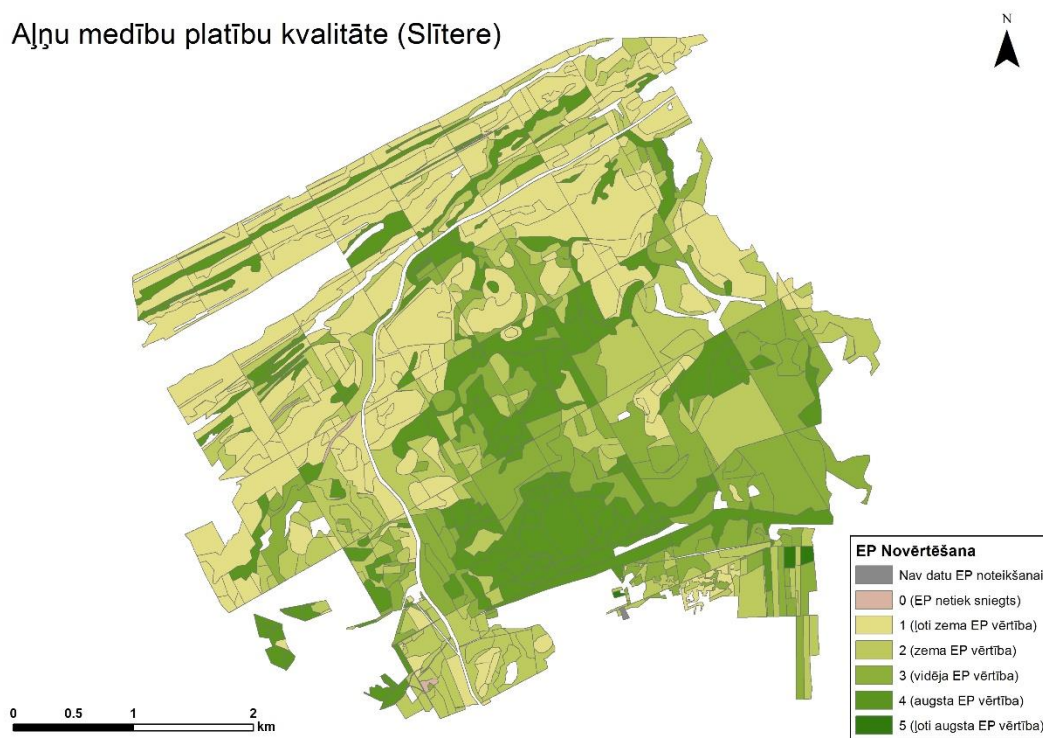 Aļņu medību platību kvalitāte (Slītere)
N
EP Novērtēšana
Nav datu EP noteikšanai
0 (EP netiek sniegts)
1 (ļoti zema EP vērtība)
2 (zema EP vērtība)
3 (vidēja EP vērtība)
4 (augsta EP vērtība)
5 (ļoti augsta EP vērtība)
0 0.5 1 2
km